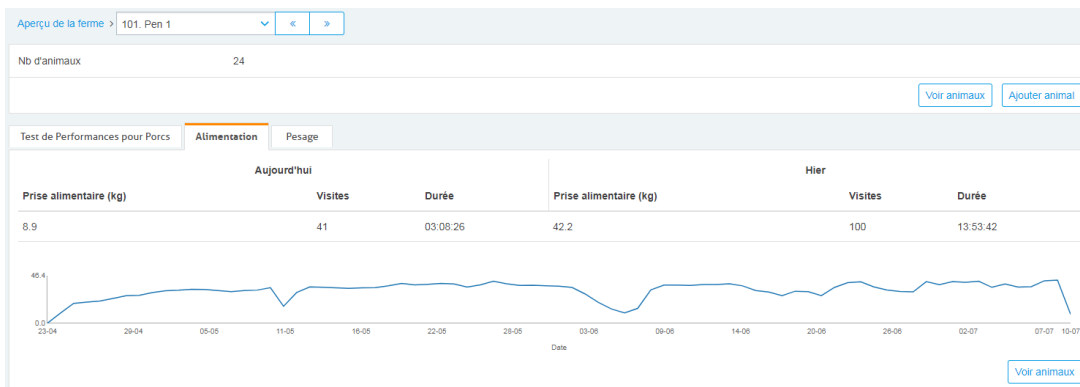 Aperçu de la ferme > 101. Pen 1 « »
Nb d'animaux 24
Voir animaux Ajouter animal
Test de Performances pour Porcs Alimentation Pesage
Aujourd'hui Hier
Prise alimentaire (kg) Visites Durée Prise alimentaire (kg) Visites Durée
8.9 41 03:08:26 42.2 100 13:53:42
46.4
0.0
23-04 29-04 05-05 11-05 16-05 22-05 28-05 03-06 09-06 14-06 20-06 26-06 02-07 07-07 10-07
Date
Voir animaux